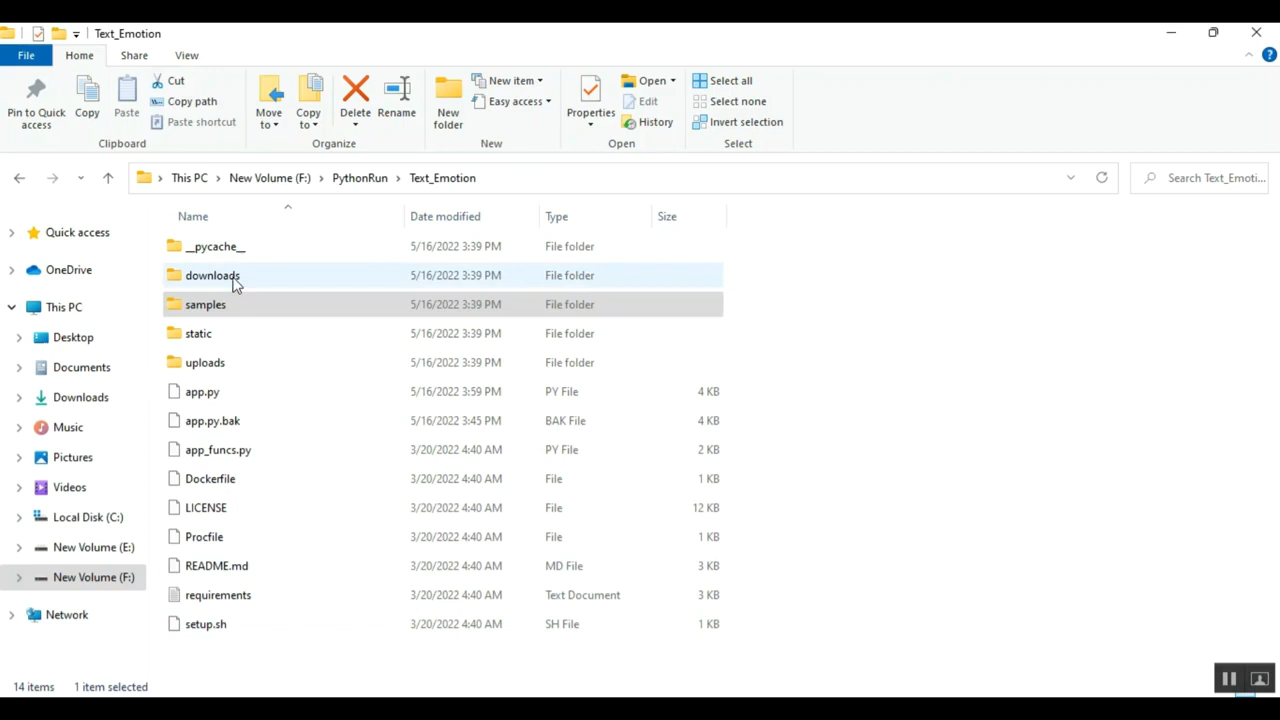 Text_Emotion
File Home Share View
Pin to Quick access
Copy
Paste
Cut
Copy path
Paste shortcut
Clipboard
Move to
Copy to
Delete
Rename
Organize
New folder
New item
Easy access
New
Properties
Open
Edit
History
Open
Select all
Select none
Invert selection
Select
This PC New Volume (F:) PythonRun Text_Emotion
Search Text_Emoti...
Quick access
OneDrive
This PC
Desktop
Documents
Downloads
Music
Pictures
Videos
Local Disk (C:)
New Volume (E:)
New Volume (F:)
Network
Name Date modified Type Size
__pycache__ 5/16/2022 3:39 PM File folder
downloads 5/16/2022 3:39 PM File folder
samples 5/16/2022 3:39 PM File folder
static 5/16/2022 3:39 PM File folder
uploads 5/16/2022 3:39 PM File folder
app.py 5/16/2022 3:59 PM PY File 4 KB
app.py.bak 5/16/2022 3:45 PM BAK File 4 KB
app_funcs.py 3/20/2022 4:40 AM PY File 2 KB
Dockerfile 3/20/2022 4:40 AM File 1 KB
LICENSE 3/20/2022 4:40 AM File 12 KB
Procfile 3/20/2022 4:40 AM File 1 KB
README.md 3/20/2022 4:40 AM MD File 3 KB
requirements 3/20/2022 4:40 AM Text Document 3 KB
setup.sh 3/20/2022 4:40 AM SH File 1 KB
14 items 1 item selected